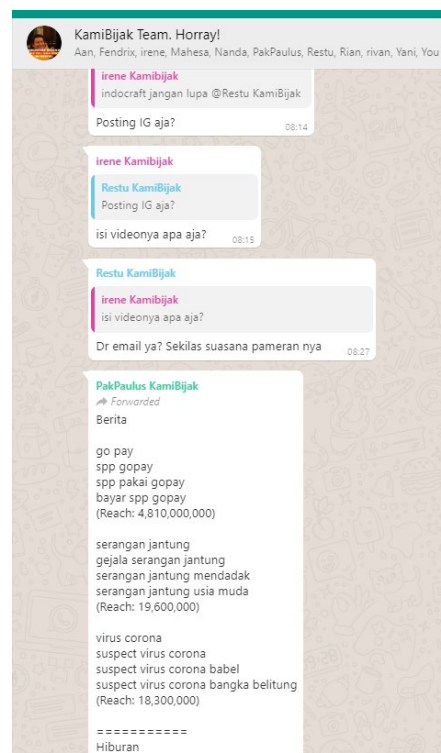 KamiBijak Team. Horray!
Aan, Fendrix, irene, Mahesa, Nanda, PakPaulus, Restu, Rian, rivan, Yani, You
irene Kamibijak
indocraft jangan lupa @Restu KamiBijak
Posting IG aja?
08:14
irene Kamibijak
Restu KamiBijak
Posting IG aja?
isi videonya apa aja?
08:15
Restu KamiBijak
irene Kamibijak
isi videonya apa aja?
Dr email ya? Sekilas suasana pameran nya
08:27
PakPaulus KamiBijak
Forwarded
Berita
go pay
spp gopay
spp pakai gopay
bayar spp gopay
(Reach: 4,810,000,000)
serangan jantung
gejala serangan jantung
serangan jantung mendadak
serangan jantung usia muda
(Reach: 19,600,000)
virus corona
suspect virus corona
suspect virus corona babel
suspect virus corona bangka belitung
(Reach: 18,300,000)
===========
Hiburan